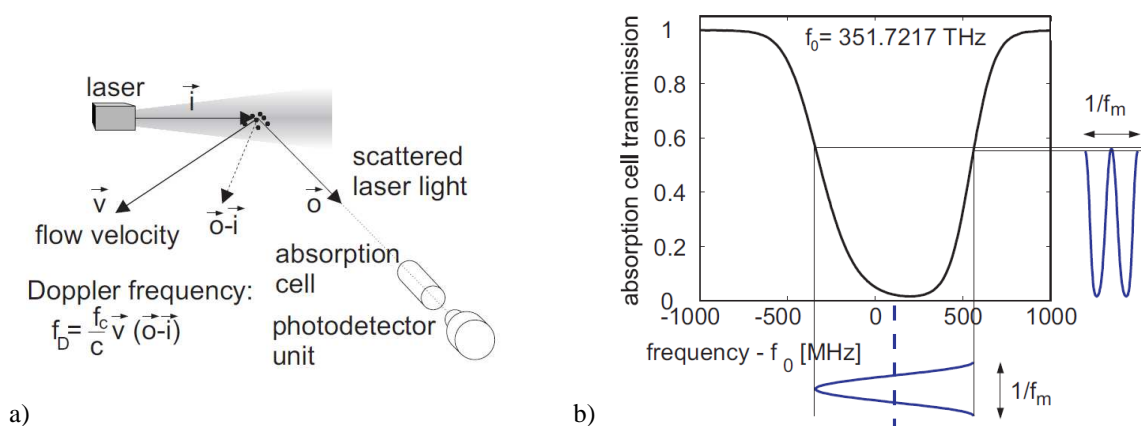 laser
i
v
flow velocity
o-i
o
scattered
laser light
absorption
cell
photodetector
unit
Doppler frequency:
f_D= f_c/c v (o-i)
a)
absorption cell transmission
1
0.8
0.6
0.4
0.2
0
f_0= 351.7217 THz
-1000 -500 0 500 1000
frequency - f_0 [MHz]
1/f_m
1/f_m
b)